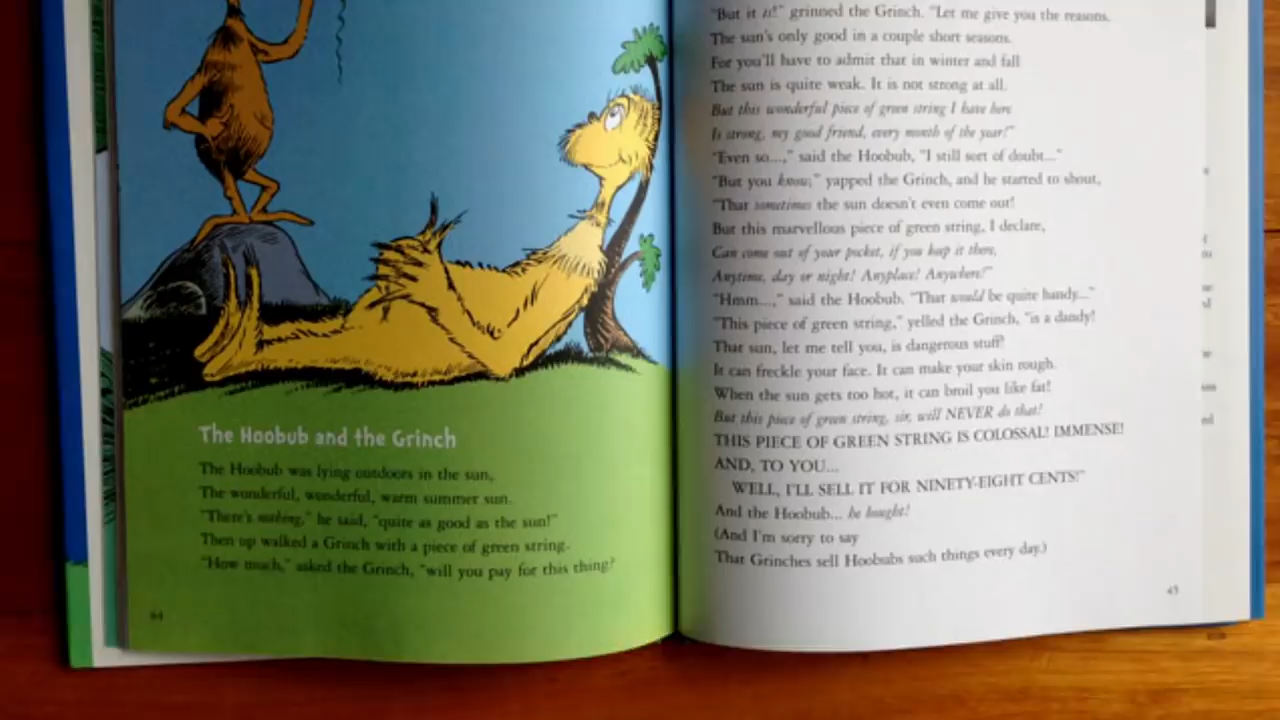 The Hoobub and the Grinch
The Hoobub was lying outdoors in the sun,
The wonderful, wonderful, warm summer sun.
"There's nothing," he said, "quite as good as the sun!"
Then up walked a Grinch with a piece of green string.
"How much," asked the Grinch, "will you pay for this thing?
44
"But it is!" grinned the Grinch. "Let me give you the reasons.
The sun's only good in a couple short seasons.
For you'll have to admit that in winter and fall
The sun is quite weak. It is not strong at all.
But this wonderful piece of green string I have here
Is strong, my good friend, every month of the year!"
"Even so...," said the Hoobub, "I still sort of doubt..."
"But you know," yapped the Grinch, and he started to shout,
"That sometimes the sun doesn't even come out!
But this marvellous piece of green string, I declare,
Can come out of your pocket, if you keep it there,
Anytime, day or night! Anyplace! Anywhere!"
"Hmm...," said the Hoobub. "That would be quite handy..."
"This piece of green string," yelled the Grinch, "is a dandy!
That sun, let me tell you, is dangerous stuff!
It can freckle your face. It can make your skin rough.
When the sun gets too hot, it can broil you like fat!
But this piece of green string, sir, will NEVER do that!
THIS PIECE OF GREEN STRING IS COLOSSAL! IMMENSE!
AND, TO YOU...
WELL, I'LL SELL IT FOR NINETY-EIGHT CENTS!"
And the Hoobub... he bought!
(And I'm sorry to say
That Grinches sell Hoobubs such things every day.)
45